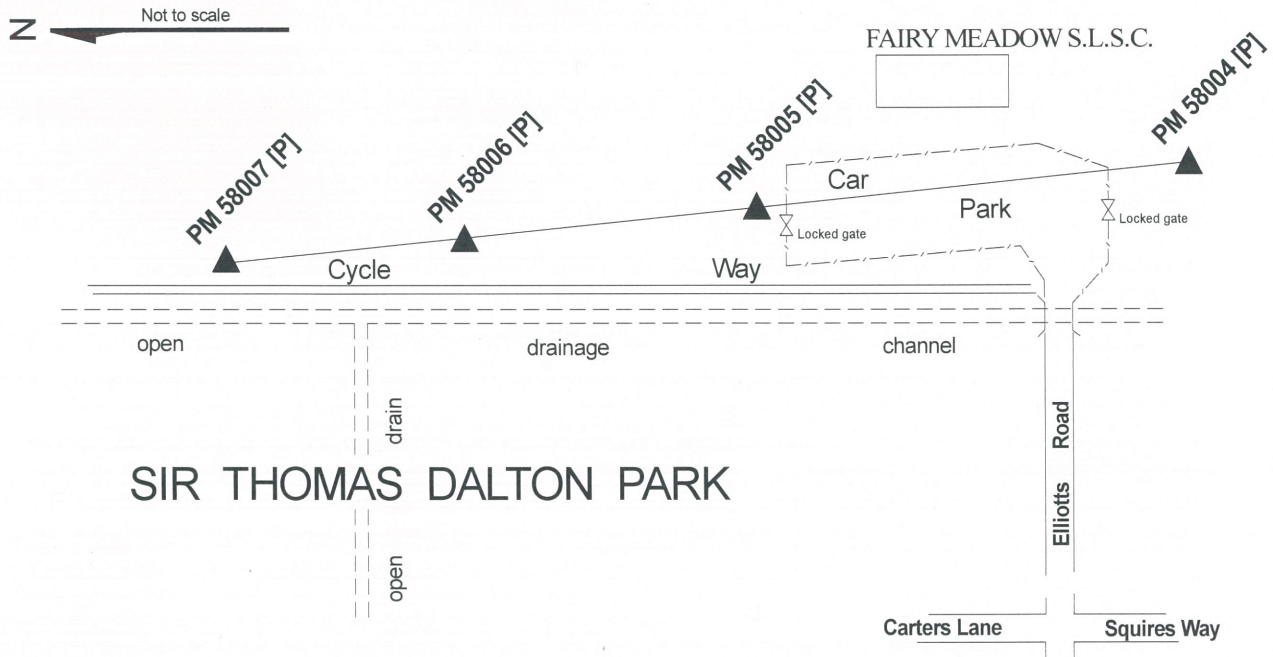 Not to scale
N
FAIRY MEADOW S.L.S.C.
PM 58007 [P]
PM 58006 [P]
PM 58005 [P]
PM 58004 [P]
Car
Park
Locked gate
Locked gate
Cycle Way
open drainage channel
open drain
SIR THOMAS DALTON PARK
Elliotts Road
Carters Lane
Squires Way